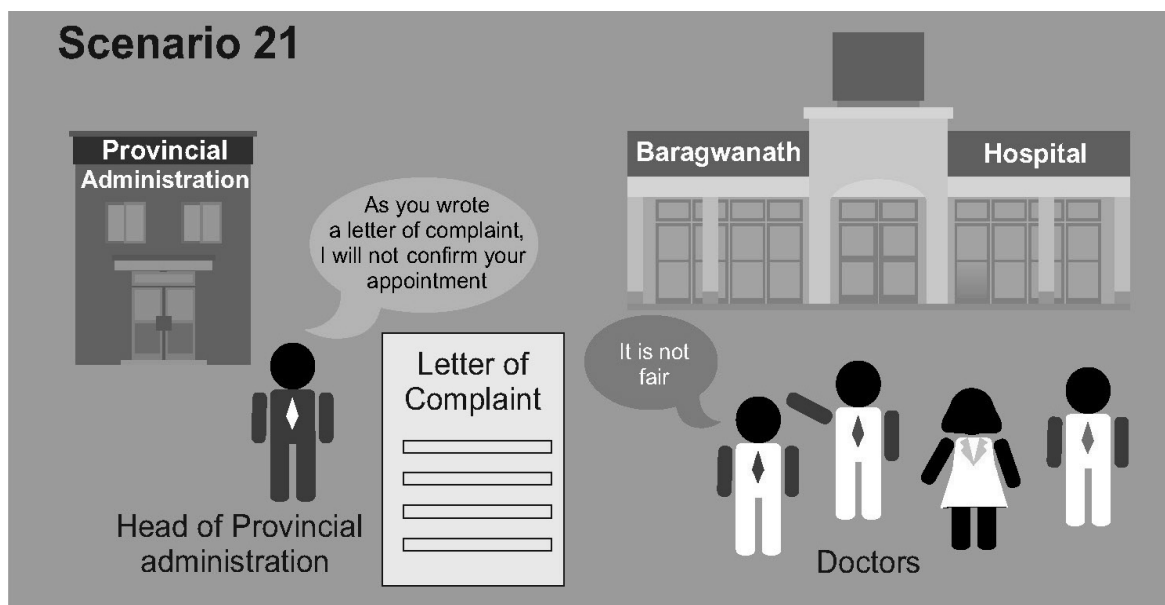 Scenario 21
Provincial
Administration
As you wrote
a letter of complaint,
I will not confirm your
appointment
Baragwanath
Hospital
Letter of
Complaint
It is not
fair
Head of Provincial
administration
Doctors